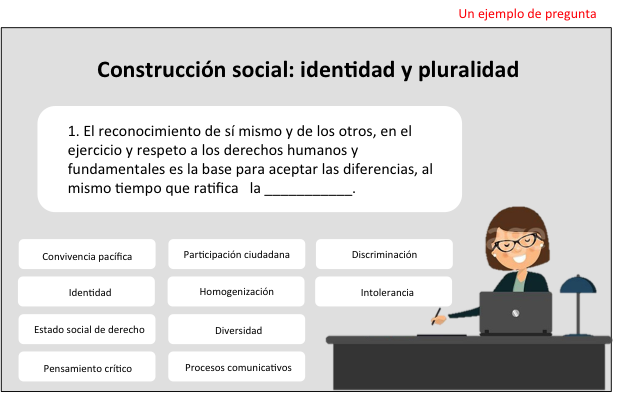 Un ejemplo de pregunta
Construcción social: identidad y pluralidad
1. El reconocimiento de sí mismo y de los otros, en el
ejercicio y respeto a los derechos humanos y
fundamentales es la base para aceptar las diferencias, al
mismo tiempo que ratifica la ___________.
Convivencia pacífica
Participación ciudadana
Discriminación
Identidad
Homogenización
Intolerancia
Estado social de derecho
Diversidad
Pensamiento crítico
Procesos comunicativos